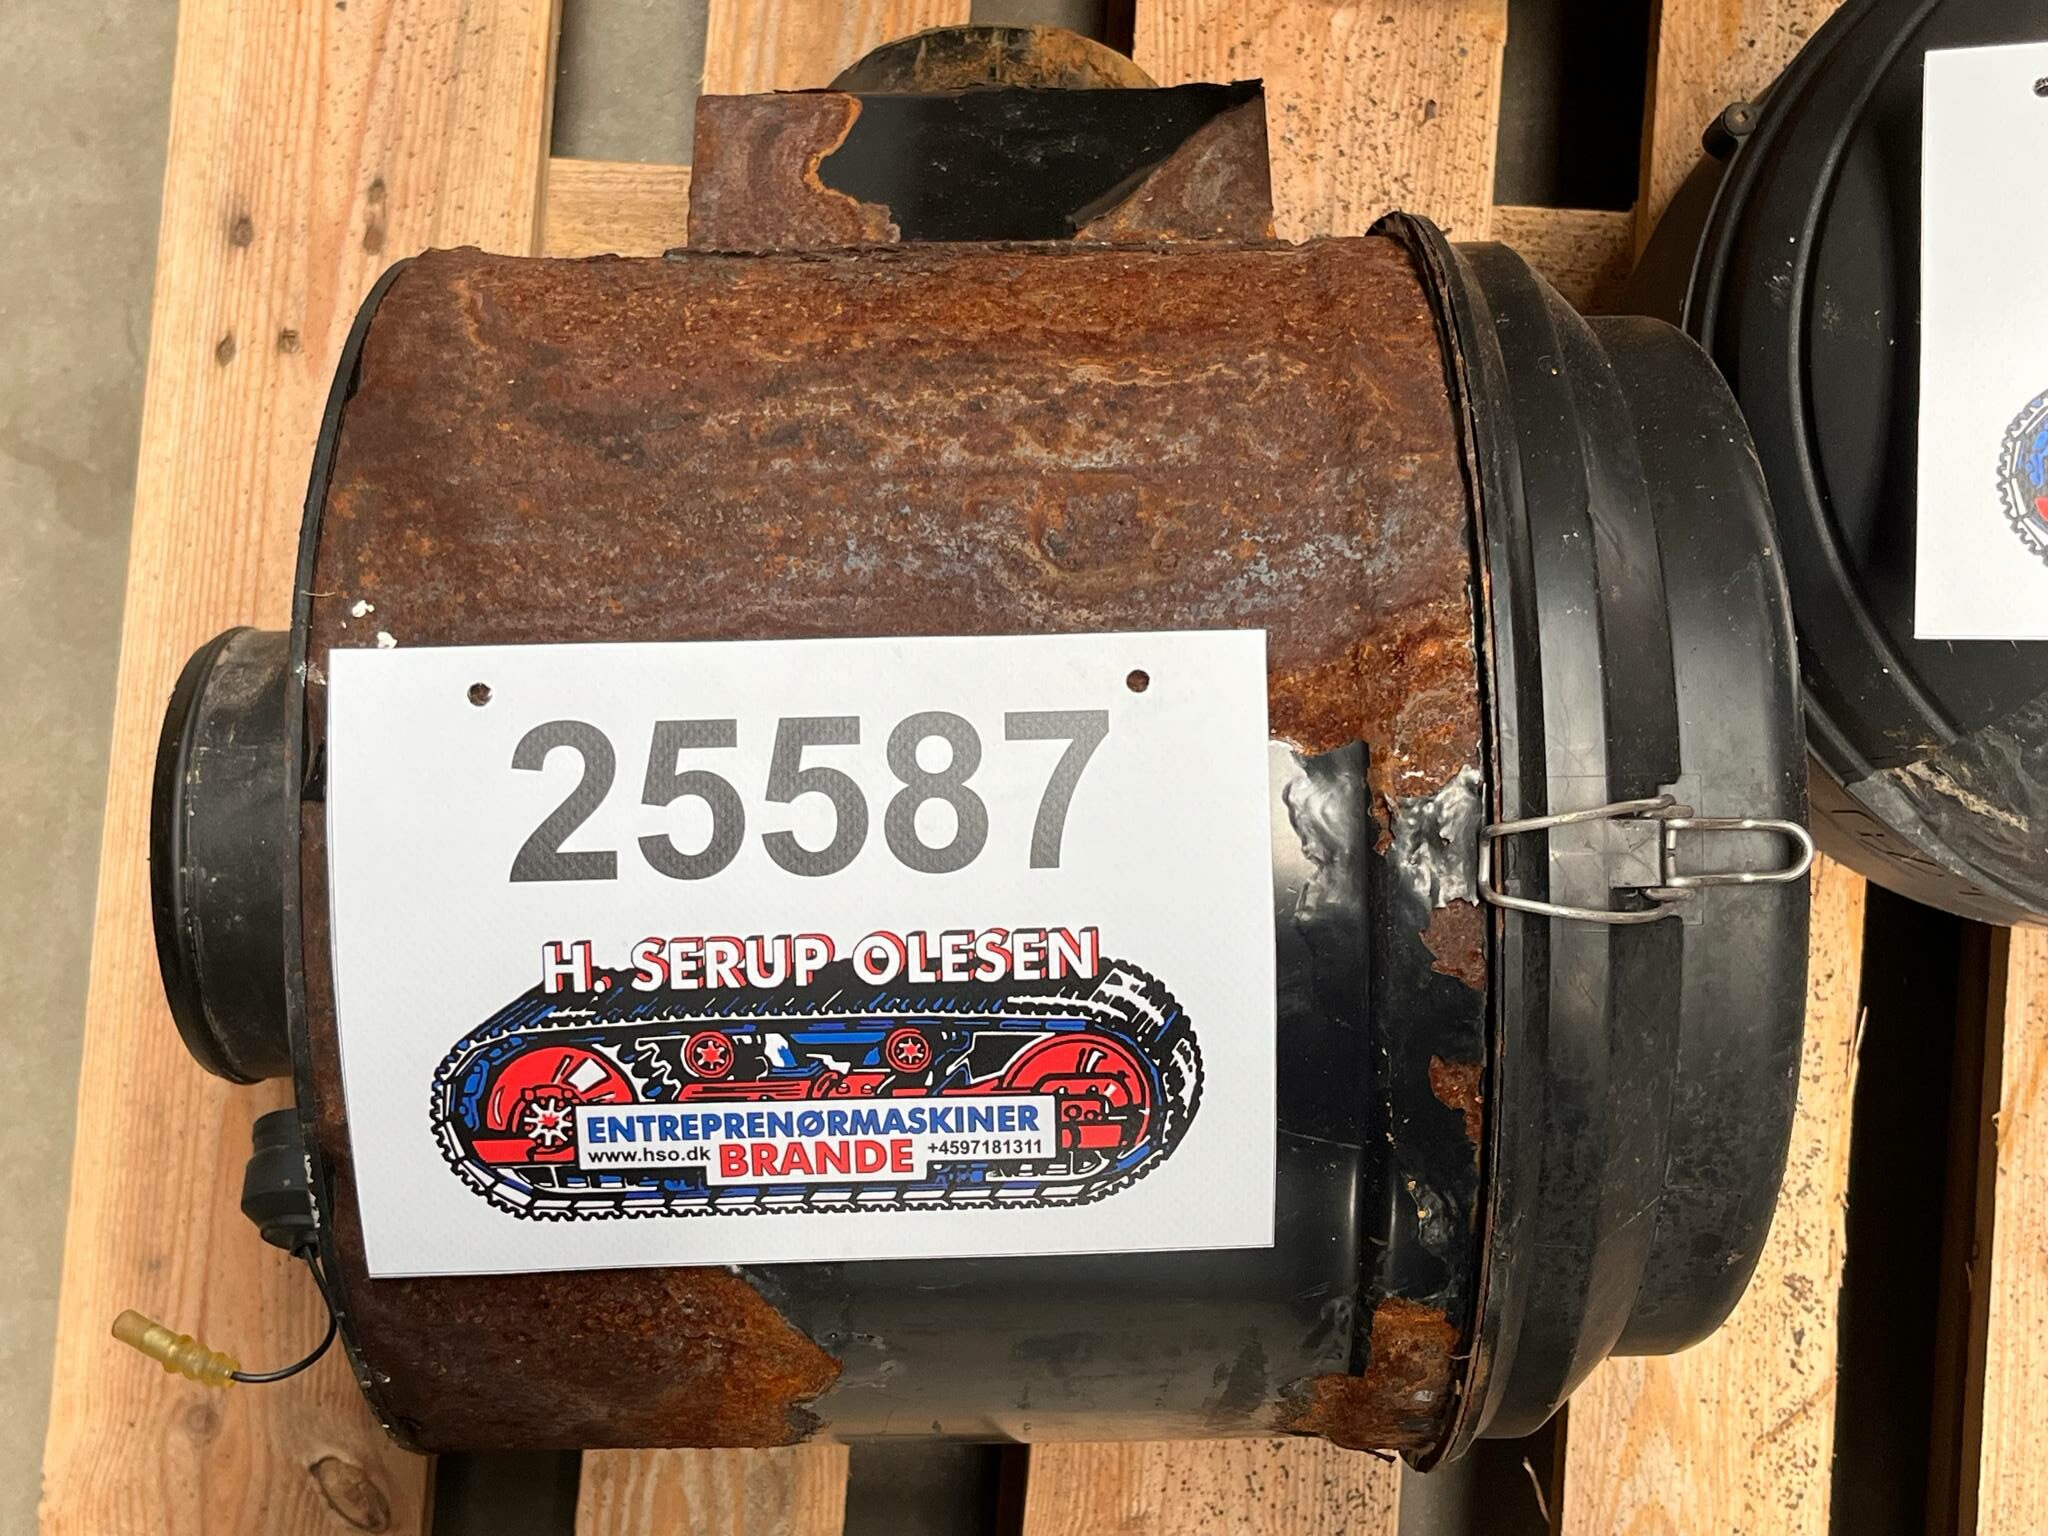 25587
H. SERUP OLESEN
ENTREPRENØRMASKINER
www.hso.dk BRANDE +4597181311